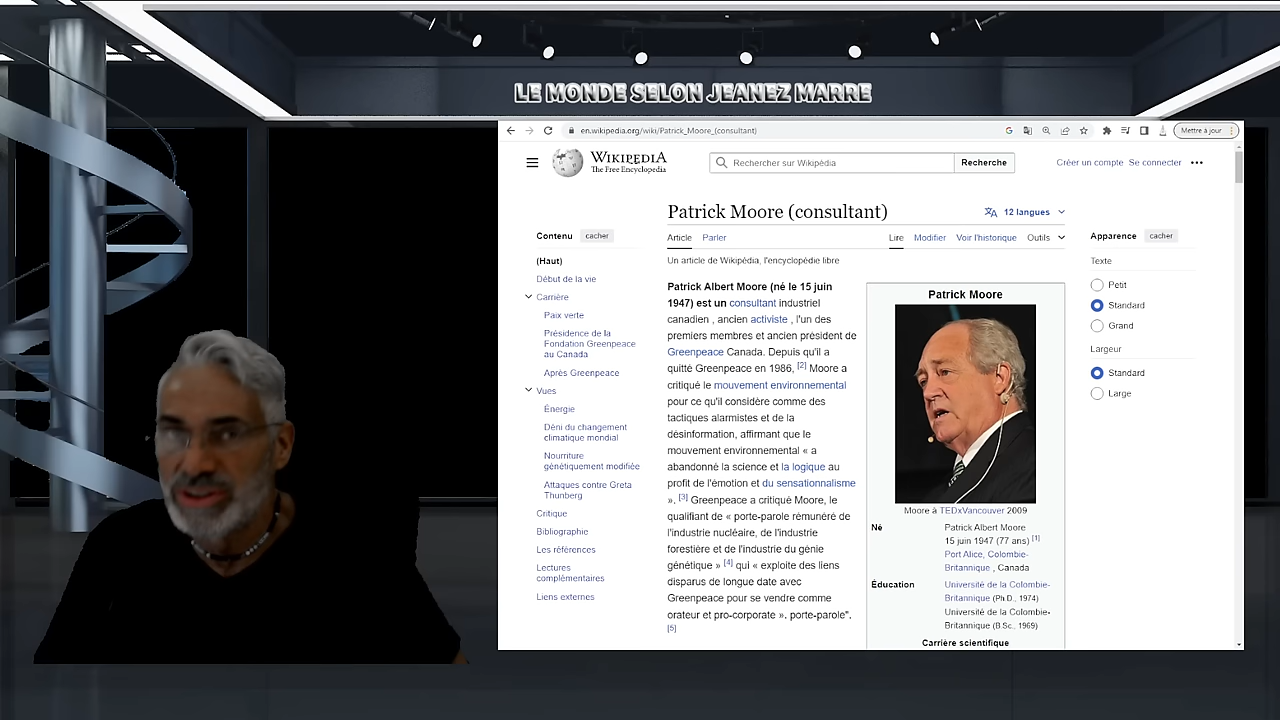 LE MONDE SELON JEANEZ MARRE
en.wikipedia.org/wiki/Patrick_Moore_(consultant)
Mettre à jour
WIKIPEDIA
The Free Encyclopedia
Rechercher sur Wikipédia
Recherche
Créer un compte Se connecter
Patrick Moore (consultant)
12 langues
Article Parler
Lire Modifier Voir l'historique Outils
Un article de Wikipédia, l'encyclopédie libre
Contenu cacher
(Haut)
Début de la vie
Carrière
Paix verte
Présidence de la
Fondation Greenpeace
au Canada
Après Greenpeace
Vues
Énergie
Déni du changement
climatique mondial
Nourriture
génétiquement modifiée
Attaques contre Greta
Thunberg
Critique
Bibliographie
Les références
Lectures
complémentaires
Liens externes
Patrick Albert Moore (né le 15 juin
1947) est un consultant industriel
canadien , ancien activiste , l'un des
premiers membres et ancien président de
Greenpeace Canada. Depuis qu'il a
quitté Greenpeace en 1986, [2] Moore a
critiqué le mouvement environnemental
pour ce qu'il considère comme des
tactiques alarmistes et de la
désinformation, affirmant que le
mouvement environnemental « a
abandonné la science et la logique au
profit de l'émotion et du sensationnalisme
». [3] Greenpeace a critiqué Moore, le
qualifiant de « porte-parole rémunéré de
l'industrie nucléaire, de l'industrie
forestière et de l'industrie du génie
génétique » [4] qui « exploite des liens
disparus de longue date avec
Greenpeace pour se vendre comme
orateur et pro-corporate ». porte-parole".
[5]
Patrick Moore
Moore à TEDxVancouver 2009
Né Patrick Albert Moore
15 juin 1947 (77 ans) [1]
Port Alice, Colombie-
Britannique , Canada
Éducation Université de la Colombie-
Britannique (Ph.D., 1974)
Université de la Colombie-
Britannique (B.Sc., 1969)
Carrière scientifique
Apparence cacher
Texte
Petit
Standard
Grand
Largeur
Standard
Large